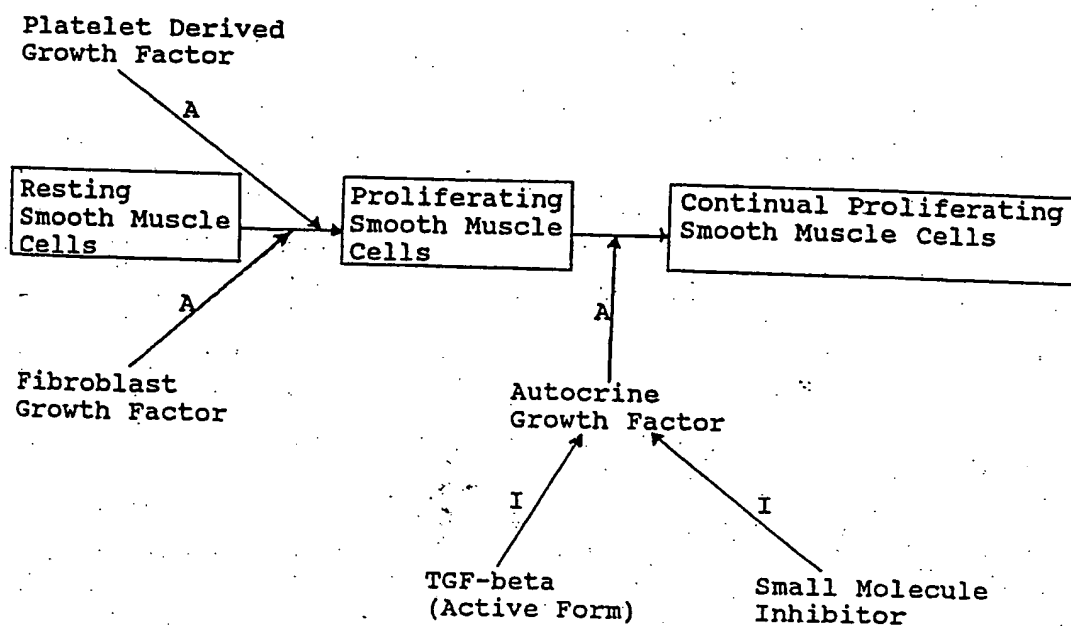 Platelet Derived
Growth Factor
A
Resting
Smooth Muscle
Cells
Proliferating
Smooth Muscle
Cells
Continual Proliferating
Smooth Muscle Cells
A
A
Fibroblast
Growth Factor
Autocrine
Growth Factor
I
I
TGF-beta
(Active Form)
Small Molecule
Inhibitor